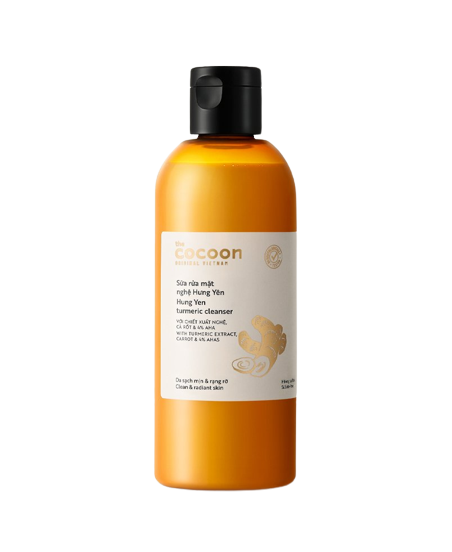 the
cocoon
ORIGINAL VIETNAM
Sữa rửa mặt
nghệ Hưng Yên
Hung Yen
turmeric cleanser
VỚI CHIẾT XUẤT NGHỆ,
CÀ RỐT & 4% AHA
WITH TURMERIC EXTRACT,
CARROT & 4% AHAS
Da sạch mịn & rạng rỡ
Clean & radiant skin